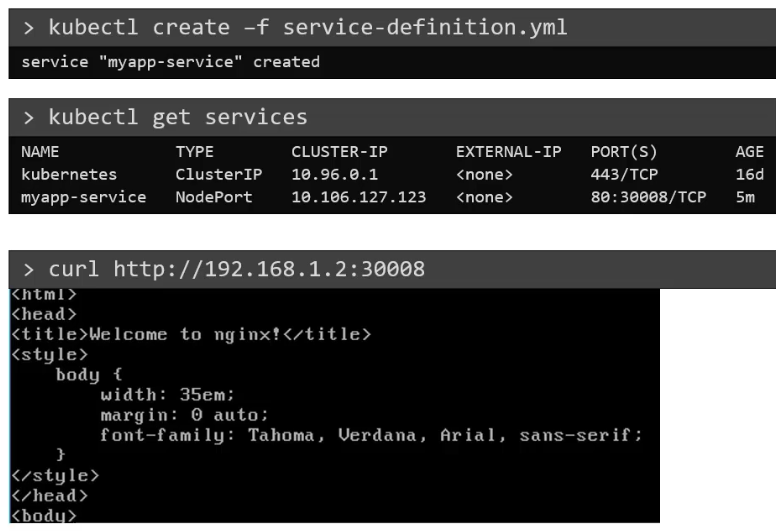 > kubectl create –f service-definition.yml
service "myapp-service" created
> kubectl get services
NAME TYPE CLUSTER-IP EXTERNAL-IP PORT(S) AGE
kubernetes ClusterIP 10.96.0.1 <none> 443/TCP 16d
myapp-service NodePort 10.106.127.123 <none> 80:30008/TCP 5m
> curl http://192.168.1.2:30008
<html>
<head>
<title>Welcome to nginx!</title>
<style>
    body {
        width: 35em;
        margin: 0 auto;
        font-family: Tahoma, Verdana, Arial, sans-serif;
    }
</style>
</head>
<body>